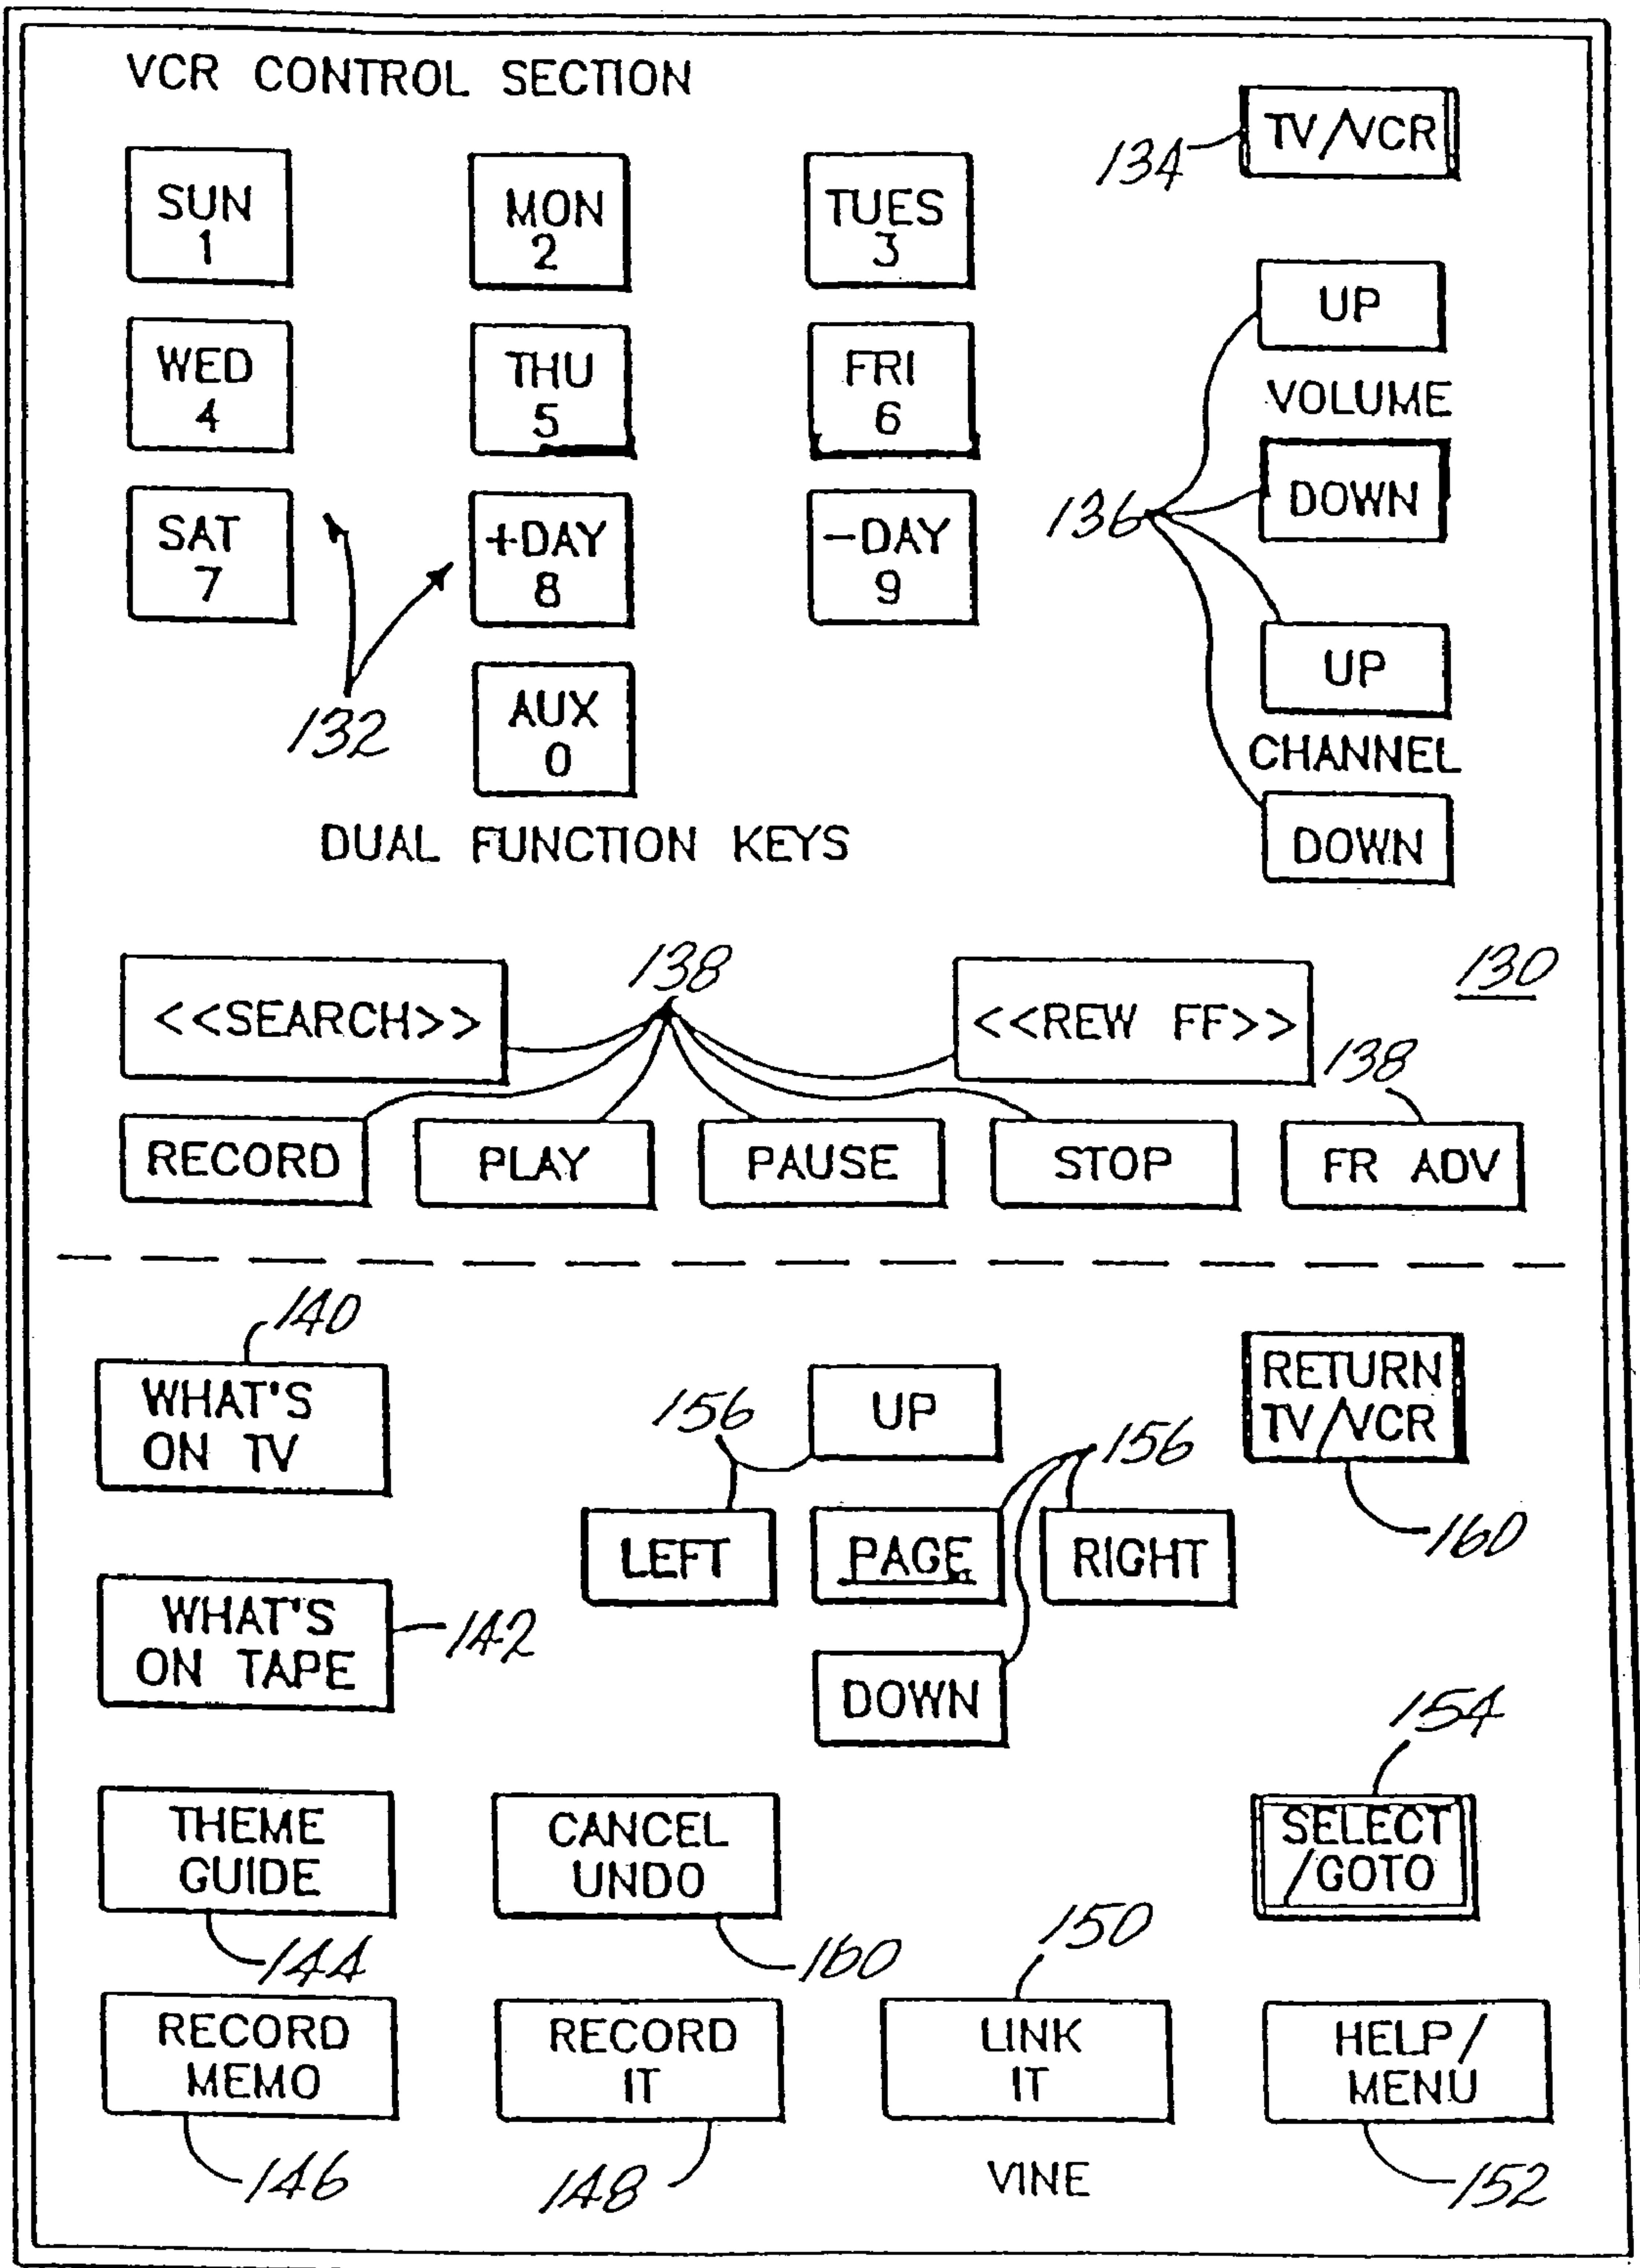 VCR CONTROL SECTION
TV/VCR
134
SUN
1
MON
2
TUES
3
UP
WED
4
THU
5
FRI
6
VOLUME
136
DOWN
SAT
7
+DAY
8
-DAY
9
UP
132
AUX
0
CHANNEL
DOWN
DUAL FUNCTION KEYS
138
130
<<SEARCH>>
<<REW FF>>
138
RECORD
PLAY
PAUSE
STOP
FR ADV
140
WHAT'S
ON TV
156
UP
156
RETURN
TV/VCR
160
LEFT
PAGE
RIGHT
WHAT'S
ON TAPE
142
DOWN
154
THEME
GUIDE
CANCEL
UNDO
SELECT
/GOTO
144
160
150
RECORD
MEMO
RECORD
IT
LINK
IT
HELP/
MENU
146
148
VINE
152